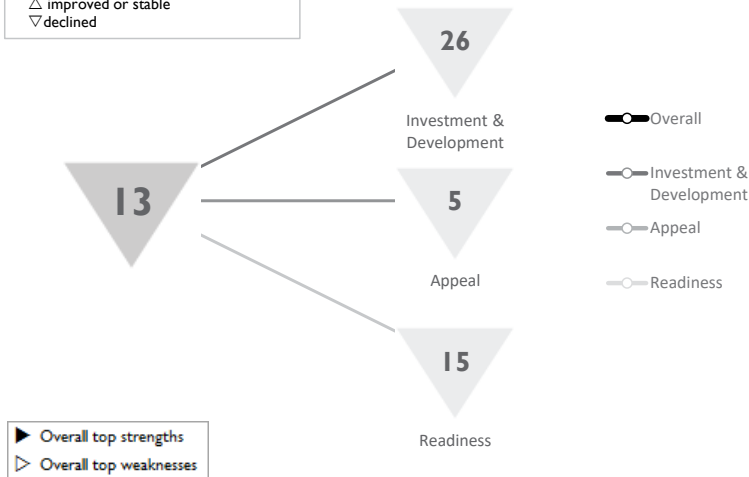 △ improved or stable
▽ declined
26
Investment &
Development
Overall
13
Investment &
Development
5
Appeal
Appeal
Readiness
15
Readiness
▶ Overall top strengths
▷ Overall top weaknesses